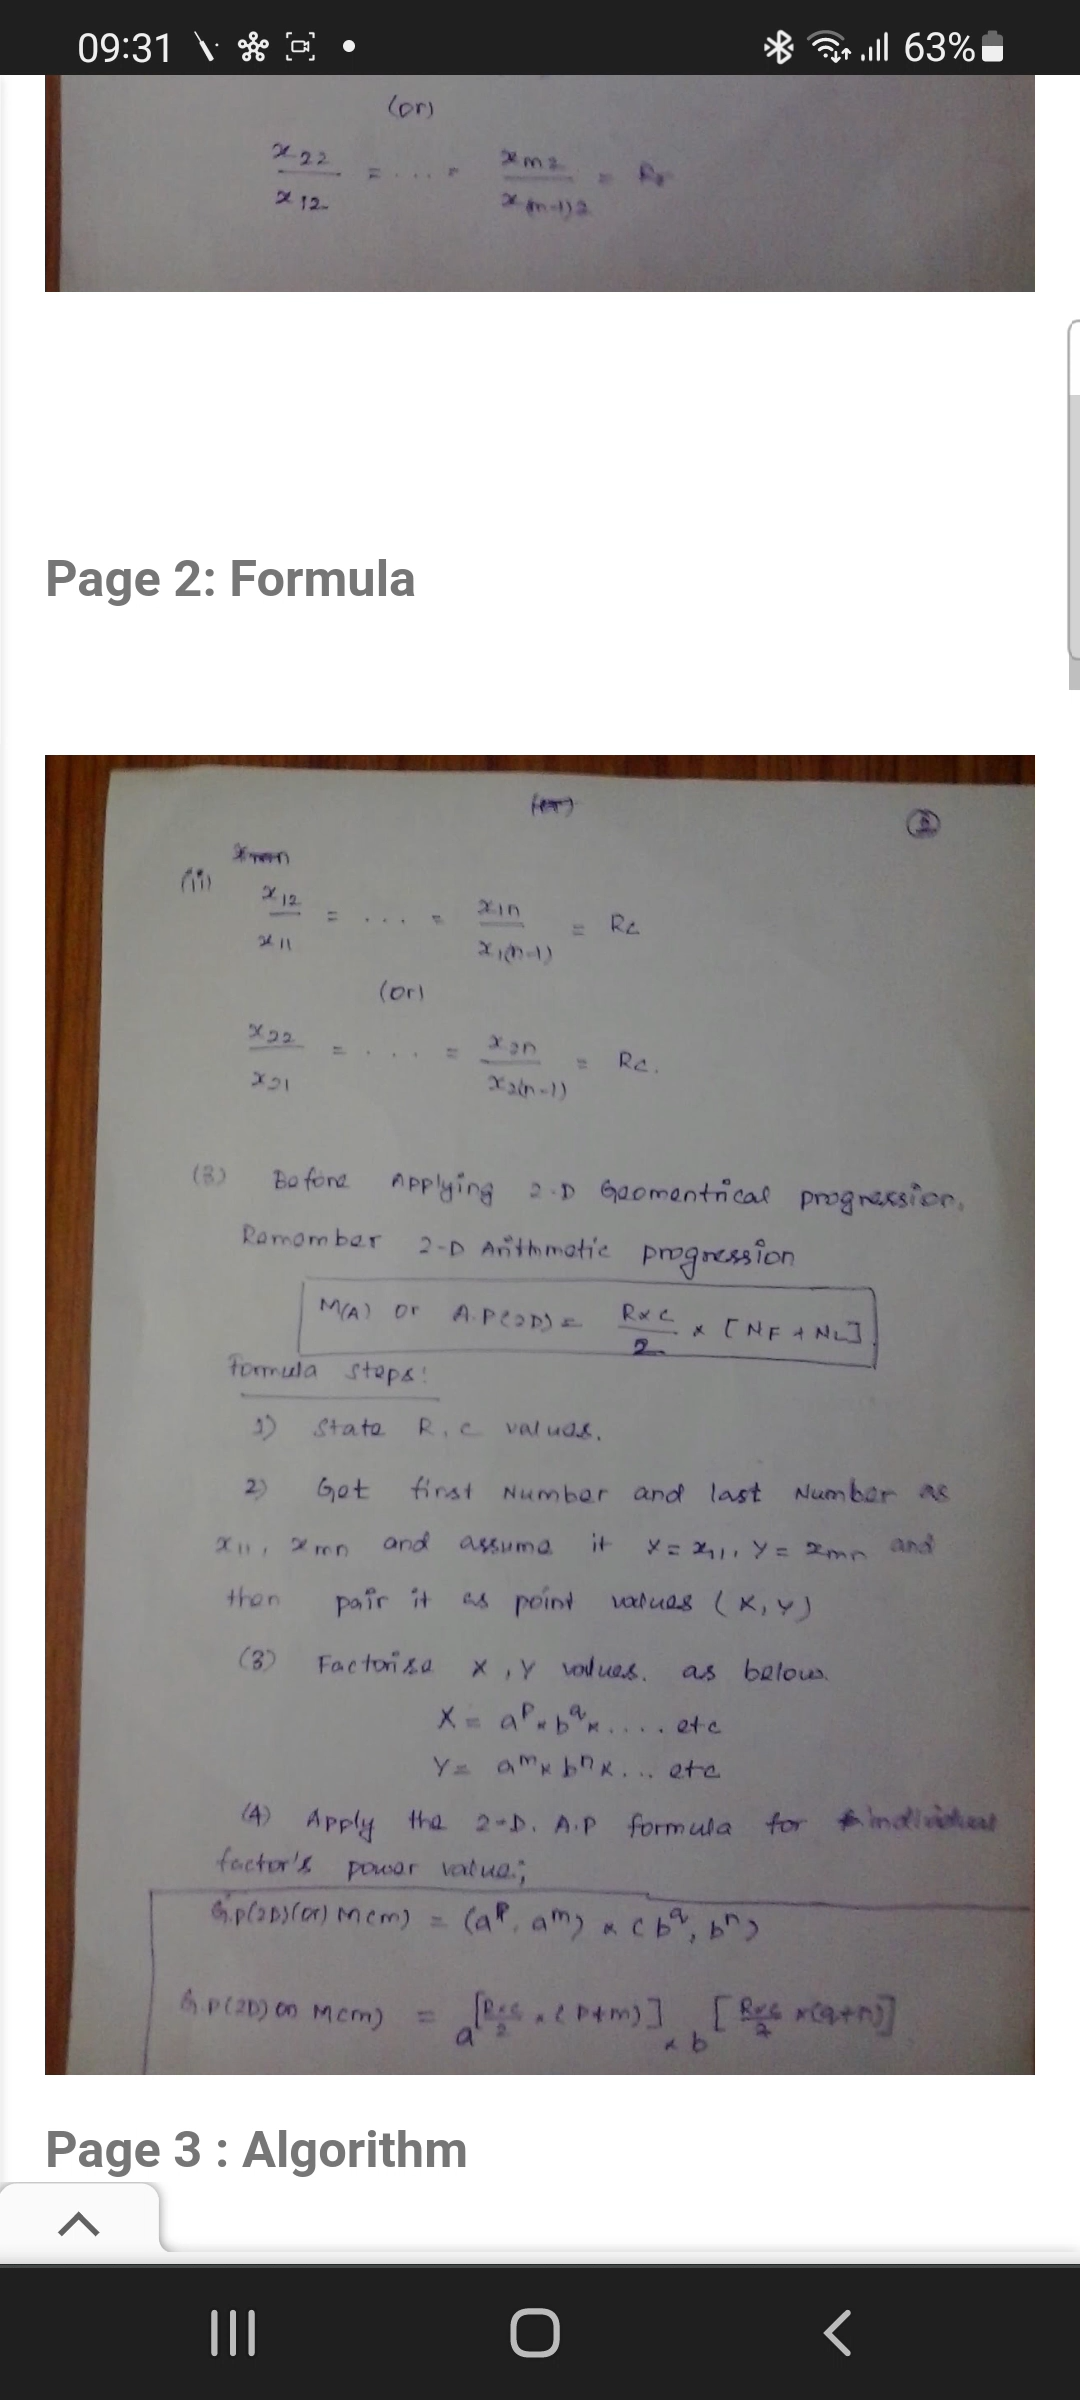 09:31
63%
(or)
x22/x12 = .... = xm2/x(m-1)2 = Rr
Page 2: Formula
2
(ii) x12/x11 = .... = x1n/x1(n-1) = Rc
(or)
x22/x21 = .... = x2n/x2(n-1) = Rc.
(3) Before Applying 2-D Geomentrical progression,
Remember 2-D Arithmetic progression
M(A) or A.P(2D) = RxC/2 x [NF + NL]
Formula steps:
1) State R, C values.
2) Get first Number and last Number as
x11, xmn and assume it X = x11, Y = xmn and
then pair it as point values (X, Y)
(3) Factorise X, Y values. as below.
X = a^p x b^q x .... etc
Y = a^m x b^n x ... etc
(4) Apply the 2-D. A.P formula for individual
factor's power value;
G.P(2D)(or) M(m) = (a^p, a^m) x (b^q, b^n)
G.P(2D) or M(m) = a^[RxC/2 x (p+m)] x b^[RxC/2 x (q+n)]
Page 3 : Algorithm